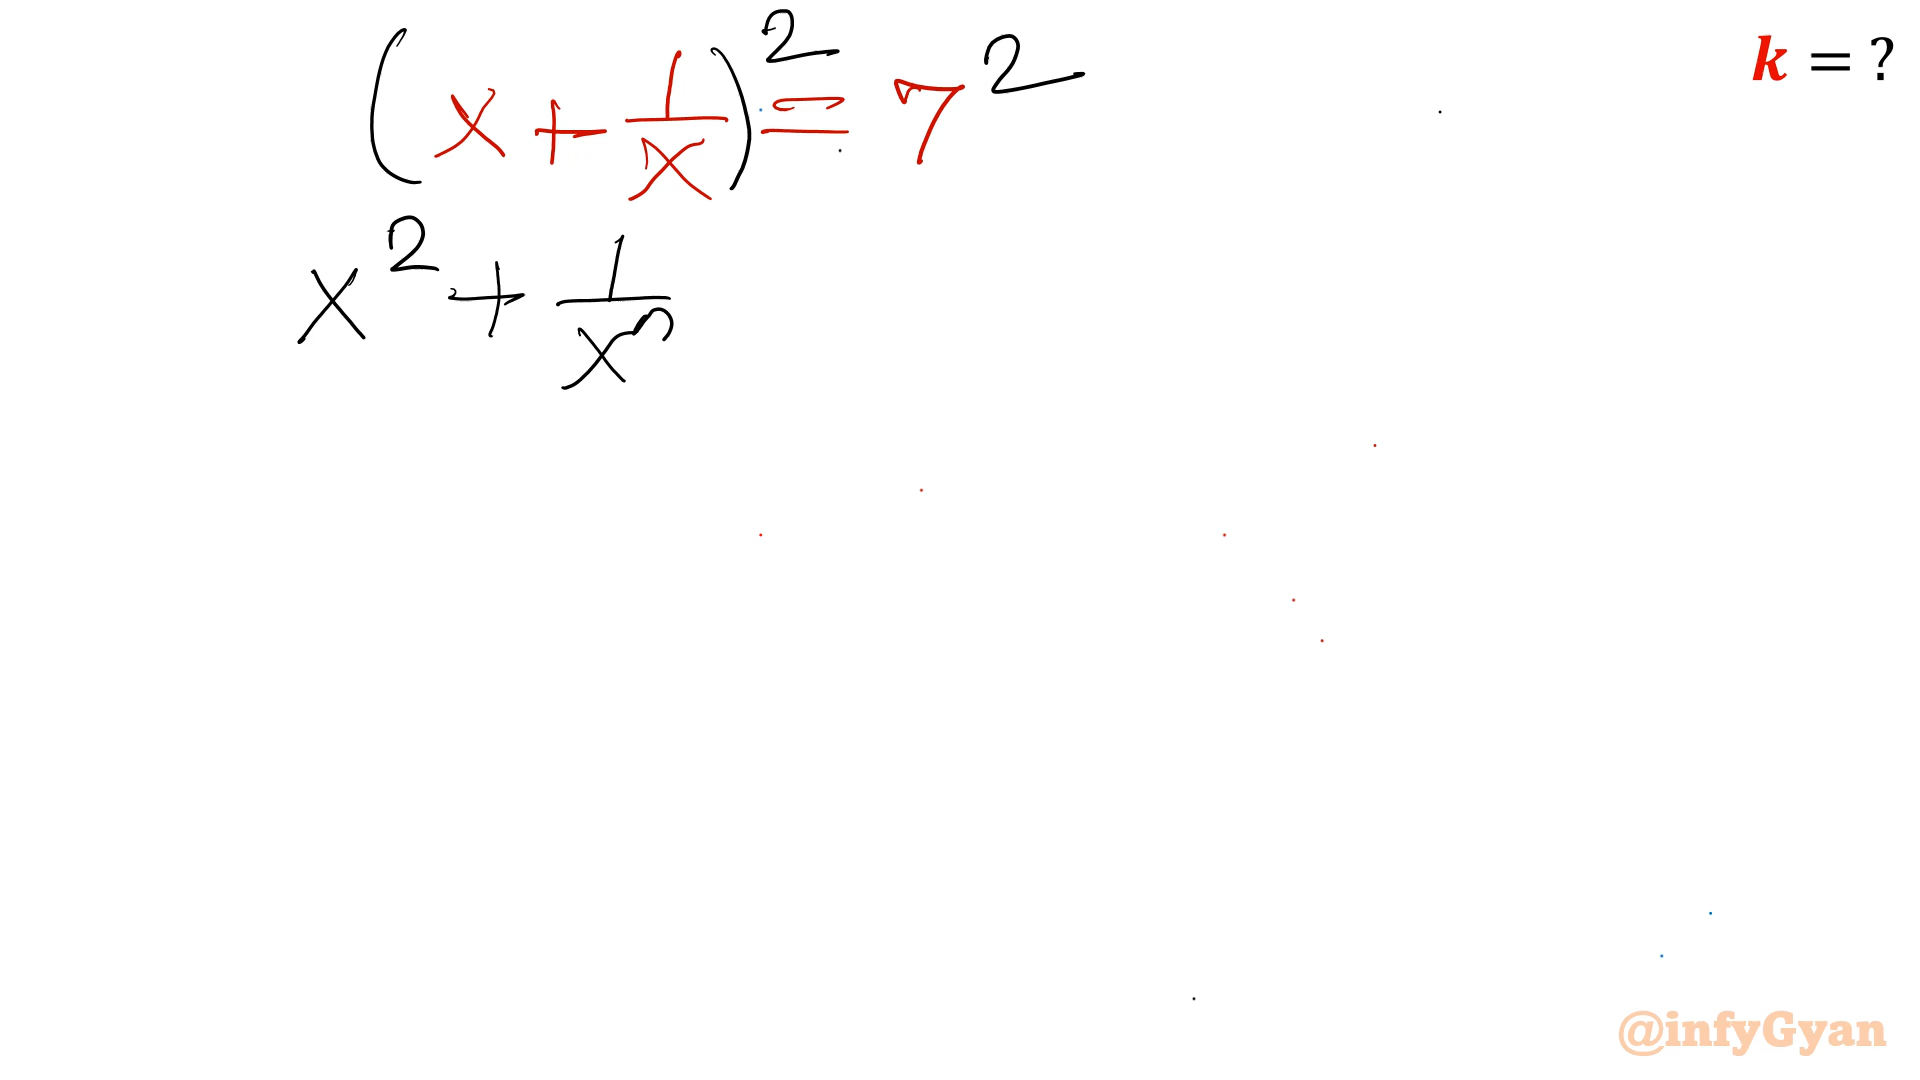 (x + 1/x)² = 7²
k = ?
x² + 1/x²
@infyGyan